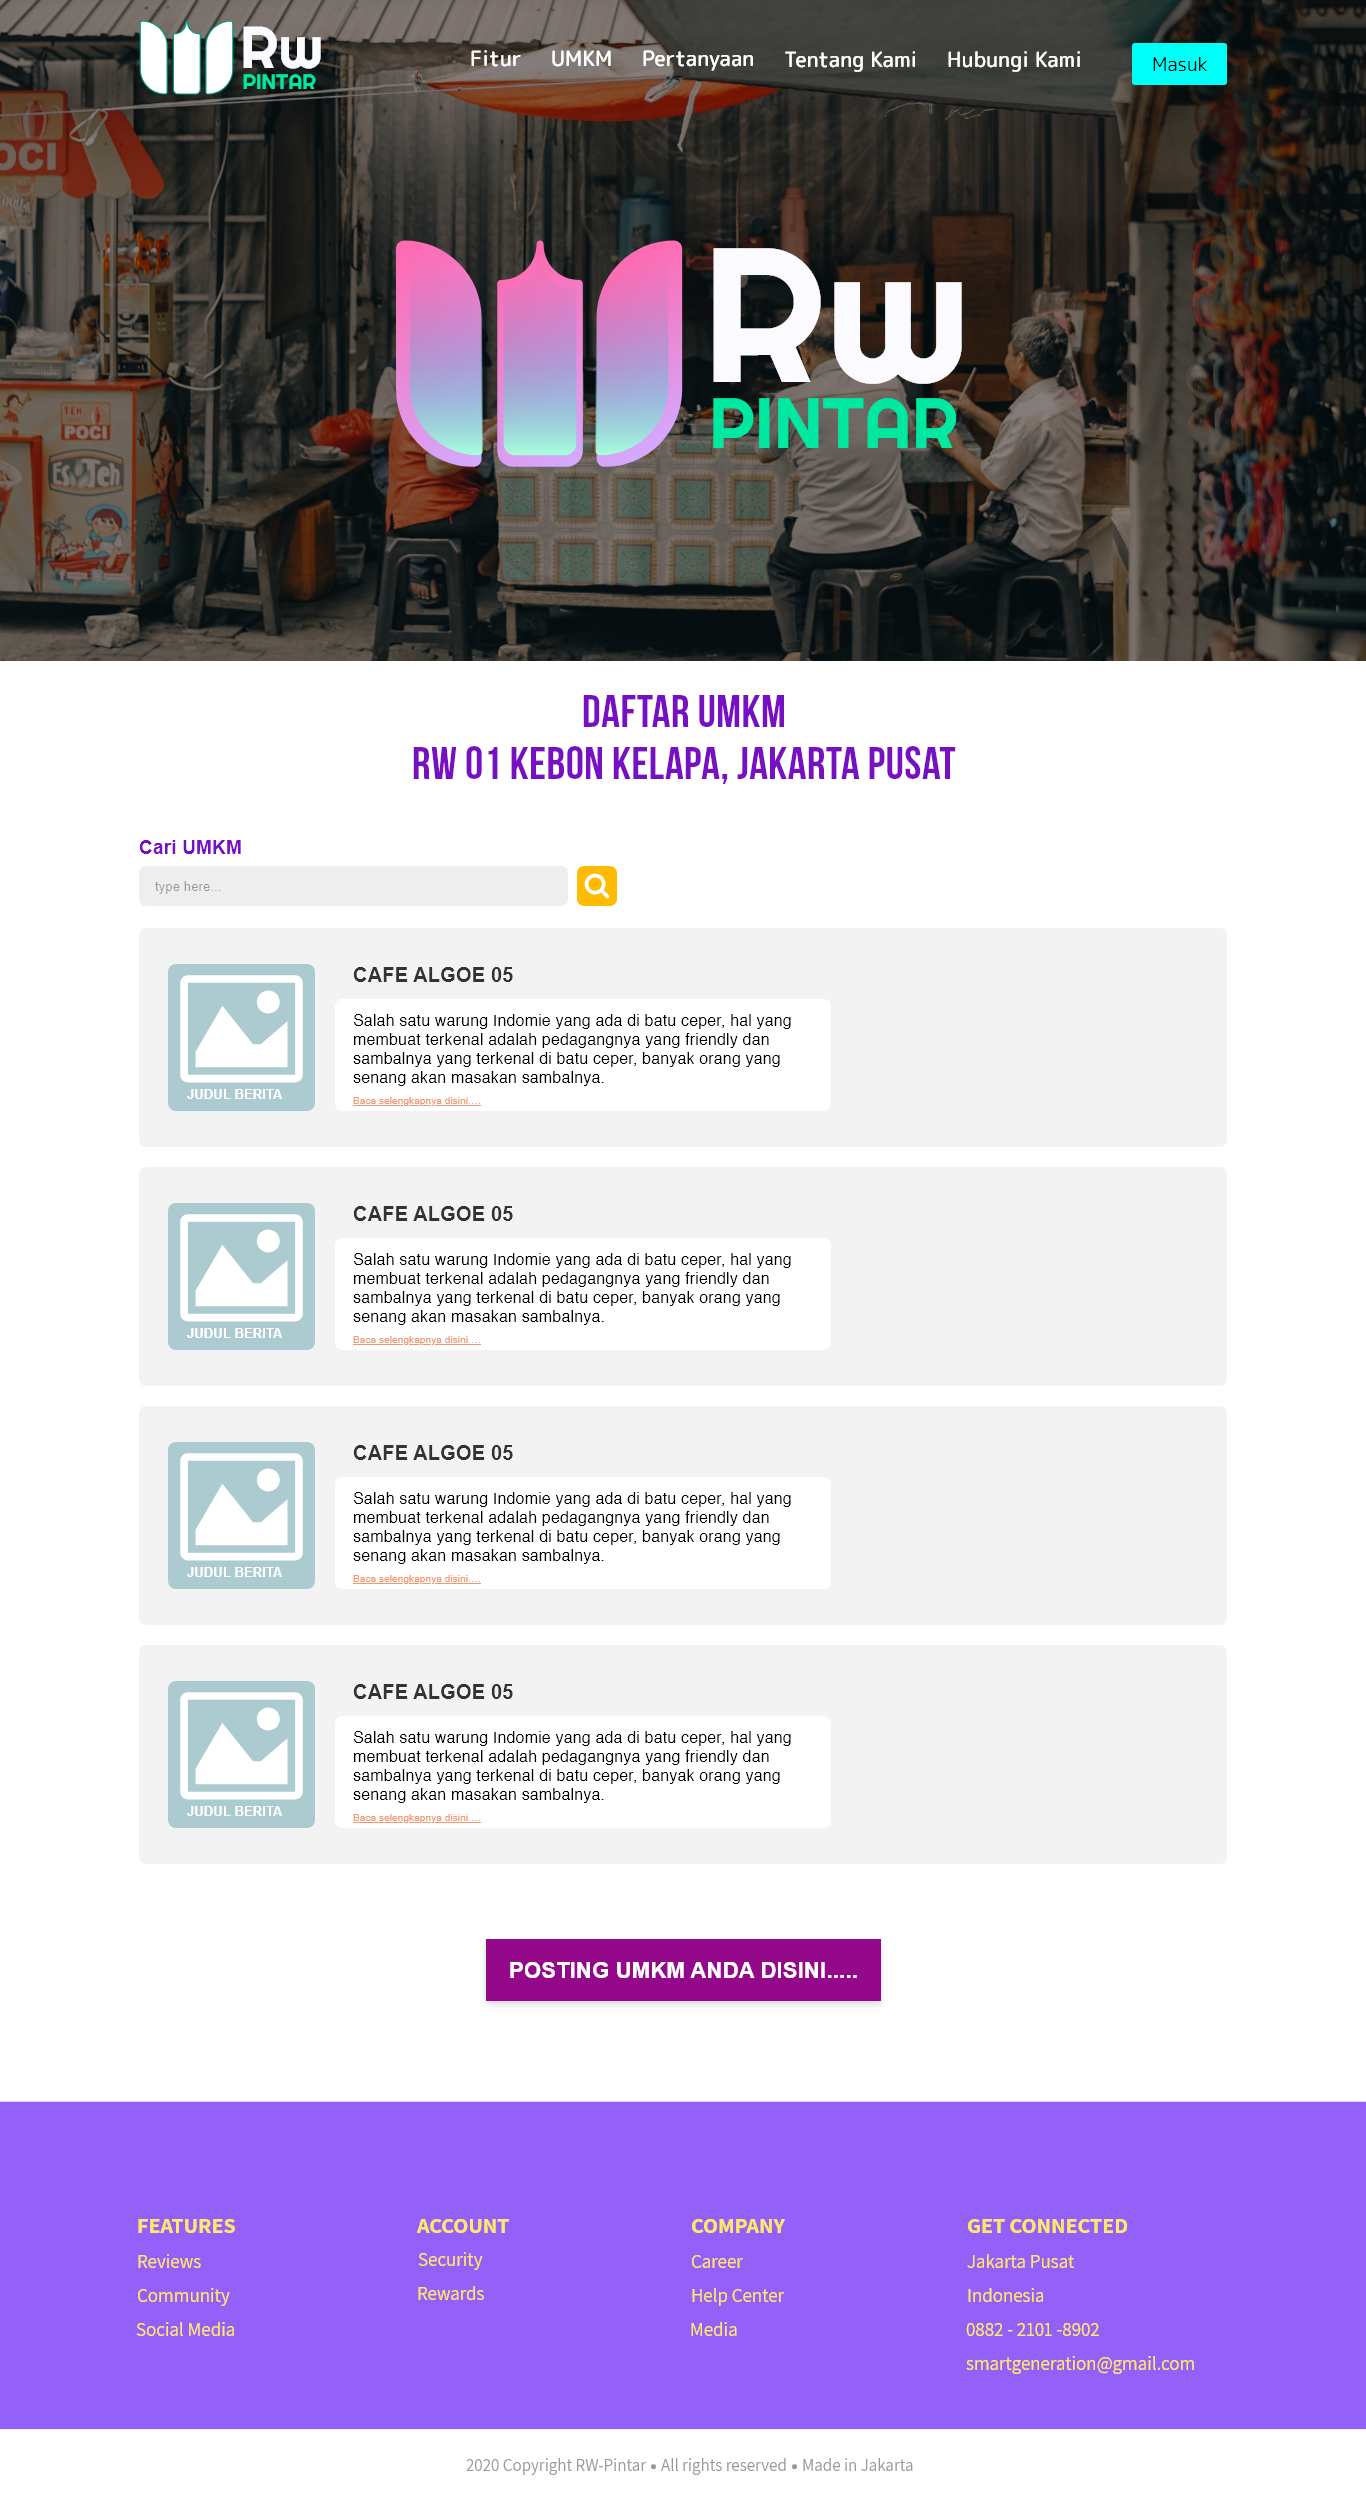 Rw
PINTAR
Fitur
UMKM
Pertanyaan
Tentang Kami
Hubungi Kami
Masuk
OCI
Rw
PINTAR
TEH
POCI
EsTeh
DAFTAR UMKM
RW 01 KEBON KELAPA, JAKARTA PUSAT
Cari UMKM
type here...
CAFE ALGOE 05
Salah satu warung Indomie yang ada di batu ceper, hal yang
membuat terkenal adalah pedagangnya yang friendly dan
sambalnya yang terkenal di batu ceper, banyak orang yang
senang akan masakan sambalnya.
Baca selengkapnya disini....
JUDUL BERITA
CAFE ALGOE 05
Salah satu warung Indomie yang ada di batu ceper, hal yang
membuat terkenal adalah pedagangnya yang friendly dan
sambalnya yang terkenal di batu ceper, banyak orang yang
senang akan masakan sambalnya.
Baca selengkapnya disini....
JUDUL BERITA
CAFE ALGOE 05
Salah satu warung Indomie yang ada di batu ceper, hal yang
membuat terkenal adalah pedagangnya yang friendly dan
sambalnya yang terkenal di batu ceper, banyak orang yang
senang akan masakan sambalnya.
Baca selengkapnya disini....
JUDUL BERITA
CAFE ALGOE 05
Salah satu warung Indomie yang ada di batu ceper, hal yang
membuat terkenal adalah pedagangnya yang friendly dan
sambalnya yang terkenal di batu ceper, banyak orang yang
senang akan masakan sambalnya.
Baca selengkapnya disini....
JUDUL BERITA
POSTING UMKM ANDA DISINI.....
FEATURES
Reviews
Community
Social Media
ACCOUNT
Security
Rewards
COMPANY
Career
Help Center
Media
GET CONNECTED
Jakarta Pusat
Indonesia
0882 - 2101 -8902
smartgeneration@gmail.com
2020 Copyright RW-Pintar • All rights reserved • Made in Jakarta